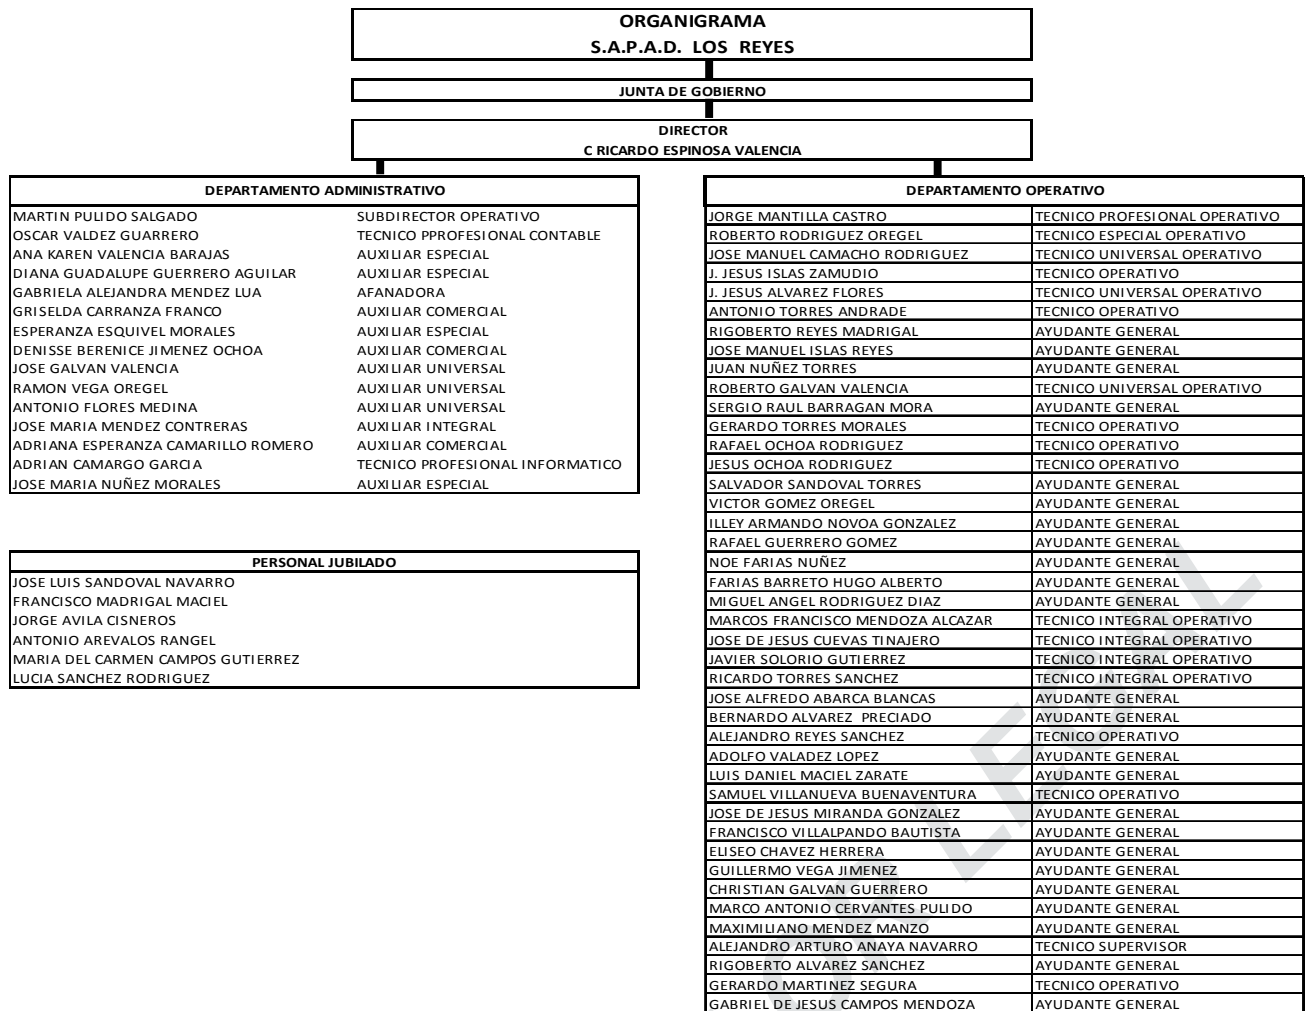 ORGANIGRAMA
S.A.P.A.D. LOS REYES
JUNTA DE GOBIERNO
DIRECTOR
C RICARDO ESPINOSA VALENCIA
DEPARTAMENTO ADMINISTRATIVO
MARTIN PULIDO SALGADO SUBDIRECTOR OPERATIVO
OSCAR VALDEZ GUARRERO TECNICO PPROFESIONAL CONTABLE
ANA KAREN VALENCIA BARAJAS AUXILIAR ESPECIAL
DIANA GUADALUPE GUERRERO AGUILAR AUXILIAR ESPECIAL
GABRIELA ALEJANDRA MENDEZ LUA AFANADORA
GRISELDA CARRANZA FRANCO AUXILIAR COMERCIAL
ESPERANZA ESQUIVEL MORALES AUXILIAR ESPECIAL
DENISSE BERENICE JIMENEZ OCHOA AUXILIAR COMERCIAL
JOSE GALVAN VALENCIA AUXILIAR UNIVERSAL
RAMON VEGA OREGEL AUXILIAR UNIVERSAL
ANTONIO FLORES MEDINA AUXILIAR UNIVERSAL
JOSE MARIA MENDEZ CONTRERAS AUXILIAR INTEGRAL
ADRIANA ESPERANZA CAMARILLO ROMERO AUXILIAR COMERCIAL
ADRIAN CAMARGO GARCIA TECNICO PROFESIONAL INFORMATICO
JOSE MARIA NUÑEZ MORALES AUXILIAR ESPECIAL
PERSONAL JUBILADO
JOSE LUIS SANDOVAL NAVARRO
FRANCISCO MADRIGAL MACIEL
JORGE AVILA CISNEROS
ANTONIO AREVALOS RANGEL
MARIA DEL CARMEN CAMPOS GUTIERREZ
LUCIA SANCHEZ RODRIGUEZ
DEPARTAMENTO OPERATIVO
JORGE MANTILLA CASTRO TECNICO PROFESIONAL OPERATIVO
ROBERTO RODRIGUEZ OREGEL TECNICO ESPECIAL OPERATIVO
JOSE MANUEL CAMACHO RODRIGUEZ TECNICO UNIVERSAL OPERATIVO
J. JESUS ISLAS ZAMUDIO TECNICO OPERATIVO
J. JESUS ALVAREZ FLORES TECNICO UNIVERSAL OPERATIVO
ANTONIO TORRES ANDRADE TECNICO OPERATIVO
RIGOBERTO REYES MADRIGAL AYUDANTE GENERAL
JOSE MANUEL ISLAS REYES AYUDANTE GENERAL
JUAN NUÑEZ TORRES AYUDANTE GENERAL
ROBERTO GALVAN VALENCIA TECNICO UNIVERSAL OPERATIVO
SERGIO RAUL BARRAGAN MORA AYUDANTE GENERAL
GERARDO TORRES MORALES TECNICO OPERATIVO
RAFAEL OCHOA RODRIGUEZ TECNICO OPERATIVO
JESUS OCHOA RODRIGUEZ TECNICO OPERATIVO
SALVADOR SANDOVAL TORRES AYUDANTE GENERAL
VICTOR GOMEZ OREGEL AYUDANTE GENERAL
ILLEY ARMANDO NOVOA GONZALEZ AYUDANTE GENERAL
RAFAEL GUERRERO GOMEZ AYUDANTE GENERAL
NOE FARIAS NUÑEZ AYUDANTE GENERAL
FARIAS BARRETO HUGO ALBERTO AYUDANTE GENERAL
MIGUEL ANGEL RODRIGUEZ DIAZ AYUDANTE GENERAL
MARCOS FRANCISCO MENDOZA ALCAZAR TECNICO INTEGRAL OPERATIVO
JOSE DE JESUS CUEVAS TINAJERO TECNICO INTEGRAL OPERATIVO
JAVIER SOLORIO GUTIERREZ TECNICO INTEGRAL OPERATIVO
RICARDO TORRES SANCHEZ TECNICO INTEGRAL OPERATIVO
JOSE ALFREDO ABARCA BLANCAS AYUDANTE GENERAL
BERNARDO ALVAREZ PRECIADO AYUDANTE GENERAL
ALEJANDRO REYES SANCHEZ TECNICO OPERATIVO
ADOLFO VALADEZ LOPEZ AYUDANTE GENERAL
LUIS DANIEL MACIEL ZARATE AYUDANTE GENERAL
SAMUEL VILLANUEVA BUENAVENTURA TECNICO OPERATIVO
JOSE DE JESUS MIRANDA GONZALEZ AYUDANTE GENERAL
FRANCISCO VILLALPANDO BAUTISTA AYUDANTE GENERAL
ELISEO CHAVEZ HERRERA AYUDANTE GENERAL
GUILLERMO VEGA JIMENEZ AYUDANTE GENERAL
CHRISTIAN GALVAN GUERRERO AYUDANTE GENERAL
MARCO ANTONIO CERVANTES PULIDO AYUDANTE GENERAL
MAXIMILIANO MENDEZ MANZO AYUDANTE GENERAL
ALEJANDRO ARTURO ANAYA NAVARRO TECNICO SUPERVISOR
RIGOBERTO ALVAREZ SANCHEZ AYUDANTE GENERAL
GERARDO MARTINEZ SEGURA TECNICO OPERATIVO
GABRIEL DE JESUS CAMPOS MENDOZA AYUDANTE GENERAL
LEGAL